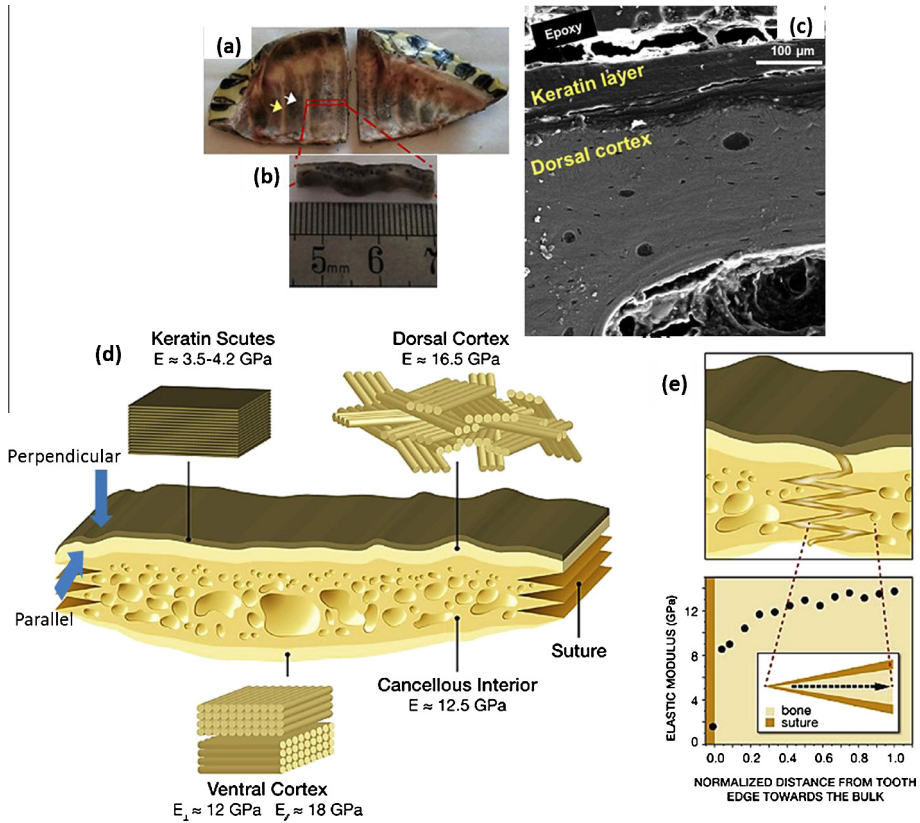 (a)
(b)
5mm 6 7
Epoxy
(c)
100 µm
Keratin layer
Dorsal cortex
(d)
Keratin Scutes
E ≈ 3.5-4.2 GPa
Dorsal Cortex
E ≈ 16.5 GPa
Perpendicular
Parallel
Suture
Cancellous Interior
E ≈ 12.5 GPa
Ventral Cortex
E⊥ ≈ 12 GPa E∥ ≈ 18 GPa
(e)
ELASTIC MODULUS (GPa)
12
8
4
0
bone
suture
0.0 0.2 0.4 0.6 0.8 1.0
NORMALIZED DISTANCE FROM TOOTH
EDGE TOWARDS THE BULK